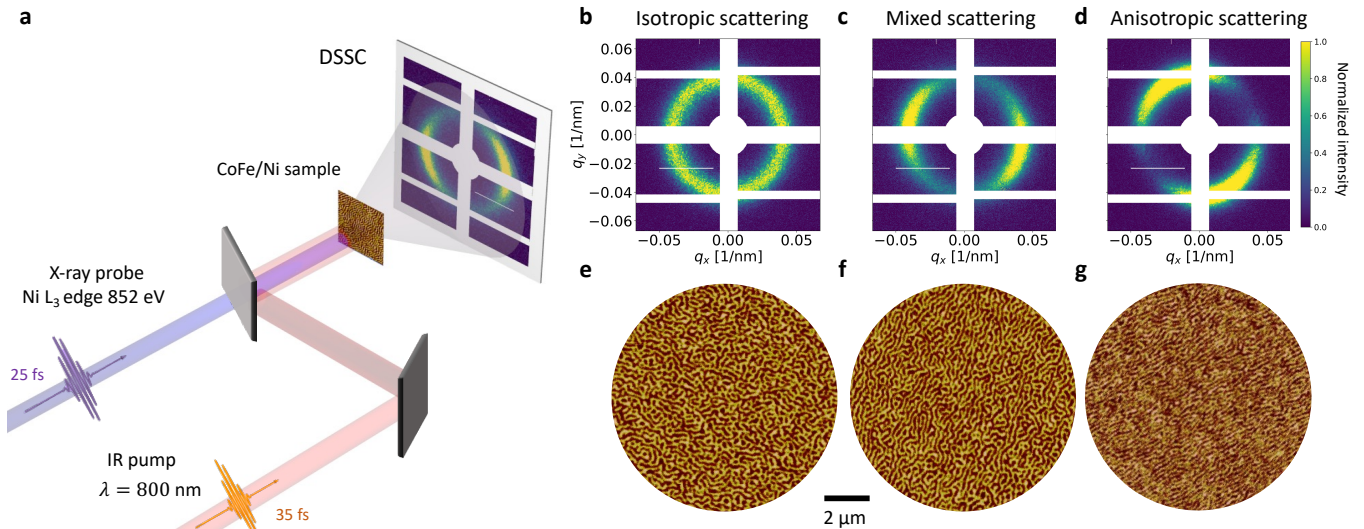 a
DSSC
CoFe/Ni sample
X-ray probe
Ni L₃ edge 852 eV
25 fs
IR pump
λ = 800 nm
35 fs
b Isotropic scattering
0.06
0.04
0.02
0.00
−0.02
−0.04
−0.06
q_y [1/nm]
−0.05 0.00 0.05
q_x [1/nm]
c Mixed scattering
−0.05 0.00 0.05
q_x [1/nm]
d Anisotropic scattering
−0.05 0.00 0.05
q_x [1/nm]
1.0
0.8
0.6
0.4
0.2
0.0
Normalized intensity
e
f
g
2 μm